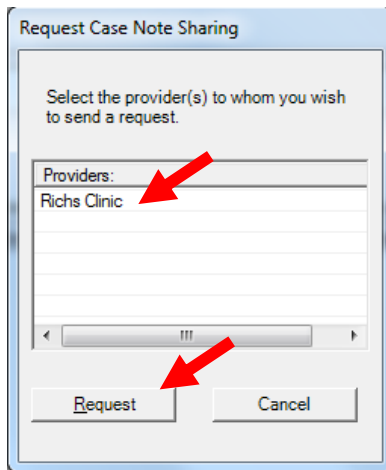 Request Case Note Sharing
Select the provider(s) to whom you wish
to send a request.
Providers:
Richs Clinic
Request
Cancel